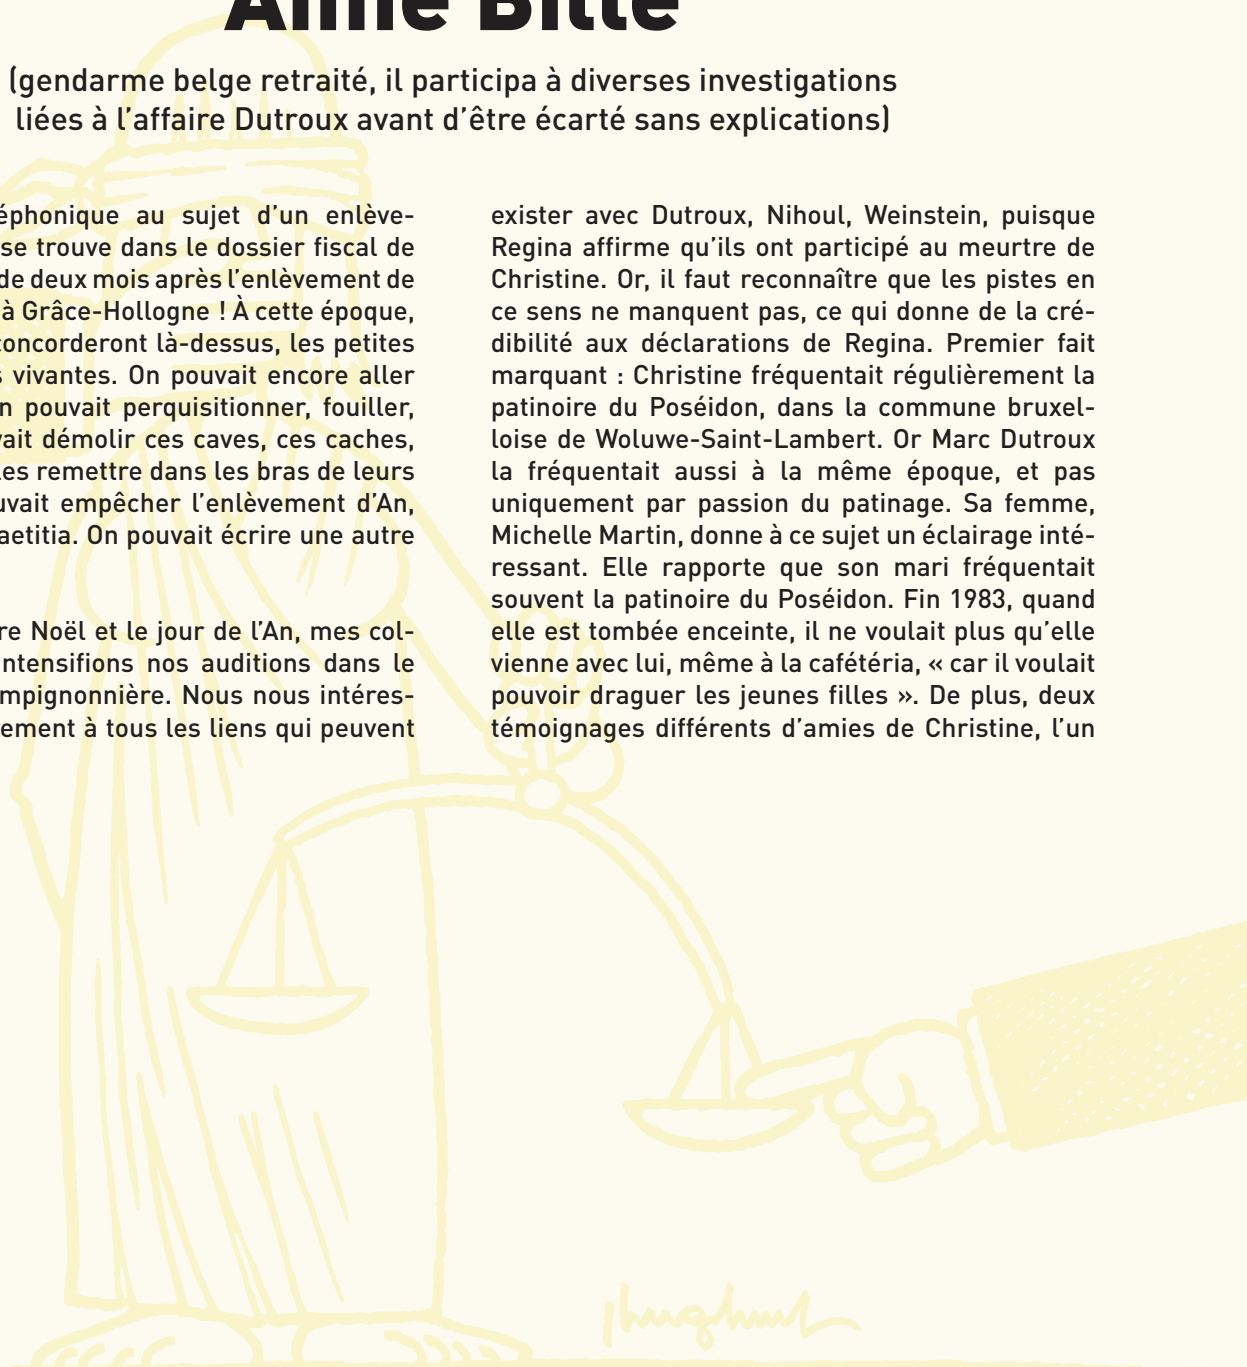 Aimé Bille
(gendarme belge retraité, il participa à diverses investigations
liées à l’affaire Dutroux avant d’être écarté sans explications)
éphonique au sujet d’un enlève-
se trouve dans le dossier fiscal de
de deux mois après l’enlèvement de
à Grâce-Hollogne ! À cette époque,
concorderont là-dessus, les petites
vivantes. On pouvait encore aller
pouvait perquisitionner, fouiller,
vait démolir ces caves, ces caches,
les remettre dans les bras de leurs
uvait empêcher l’enlèvement d’An,
aetitia. On pouvait écrire une autre
re Noël et le jour de l’An, mes col-
intensifions nos auditions dans le
mpignonnière. Nous nous intéres-
ement à tous les liens qui peuvent
exister avec Dutroux, Nihoul, Weinstein, puisque
Regina affirme qu’ils ont participé au meurtre de
Christine. Or, il faut reconnaître que les pistes en
ce sens ne manquent pas, ce qui donne de la cré-
dibilité aux déclarations de Regina. Premier fait
marquant : Christine fréquentait régulièrement la
patinoire du Poséidon, dans la commune bruxel-
loise de Woluwe-Saint-Lambert. Or Marc Dutroux
la fréquentait aussi à la même époque, et pas
uniquement par passion du patinage. Sa femme,
Michelle Martin, donne à ce sujet un éclairage inté-
ressant. Elle rapporte que son mari fréquentait
souvent la patinoire du Poséidon. Fin 1983, quand
elle est tombée enceinte, il ne voulait plus qu’elle
vienne avec lui, même à la cafétéria, « car il voulait
pouvoir draguer les jeunes filles ». De plus, deux
témoignages différents d’amies de Christine, l’un